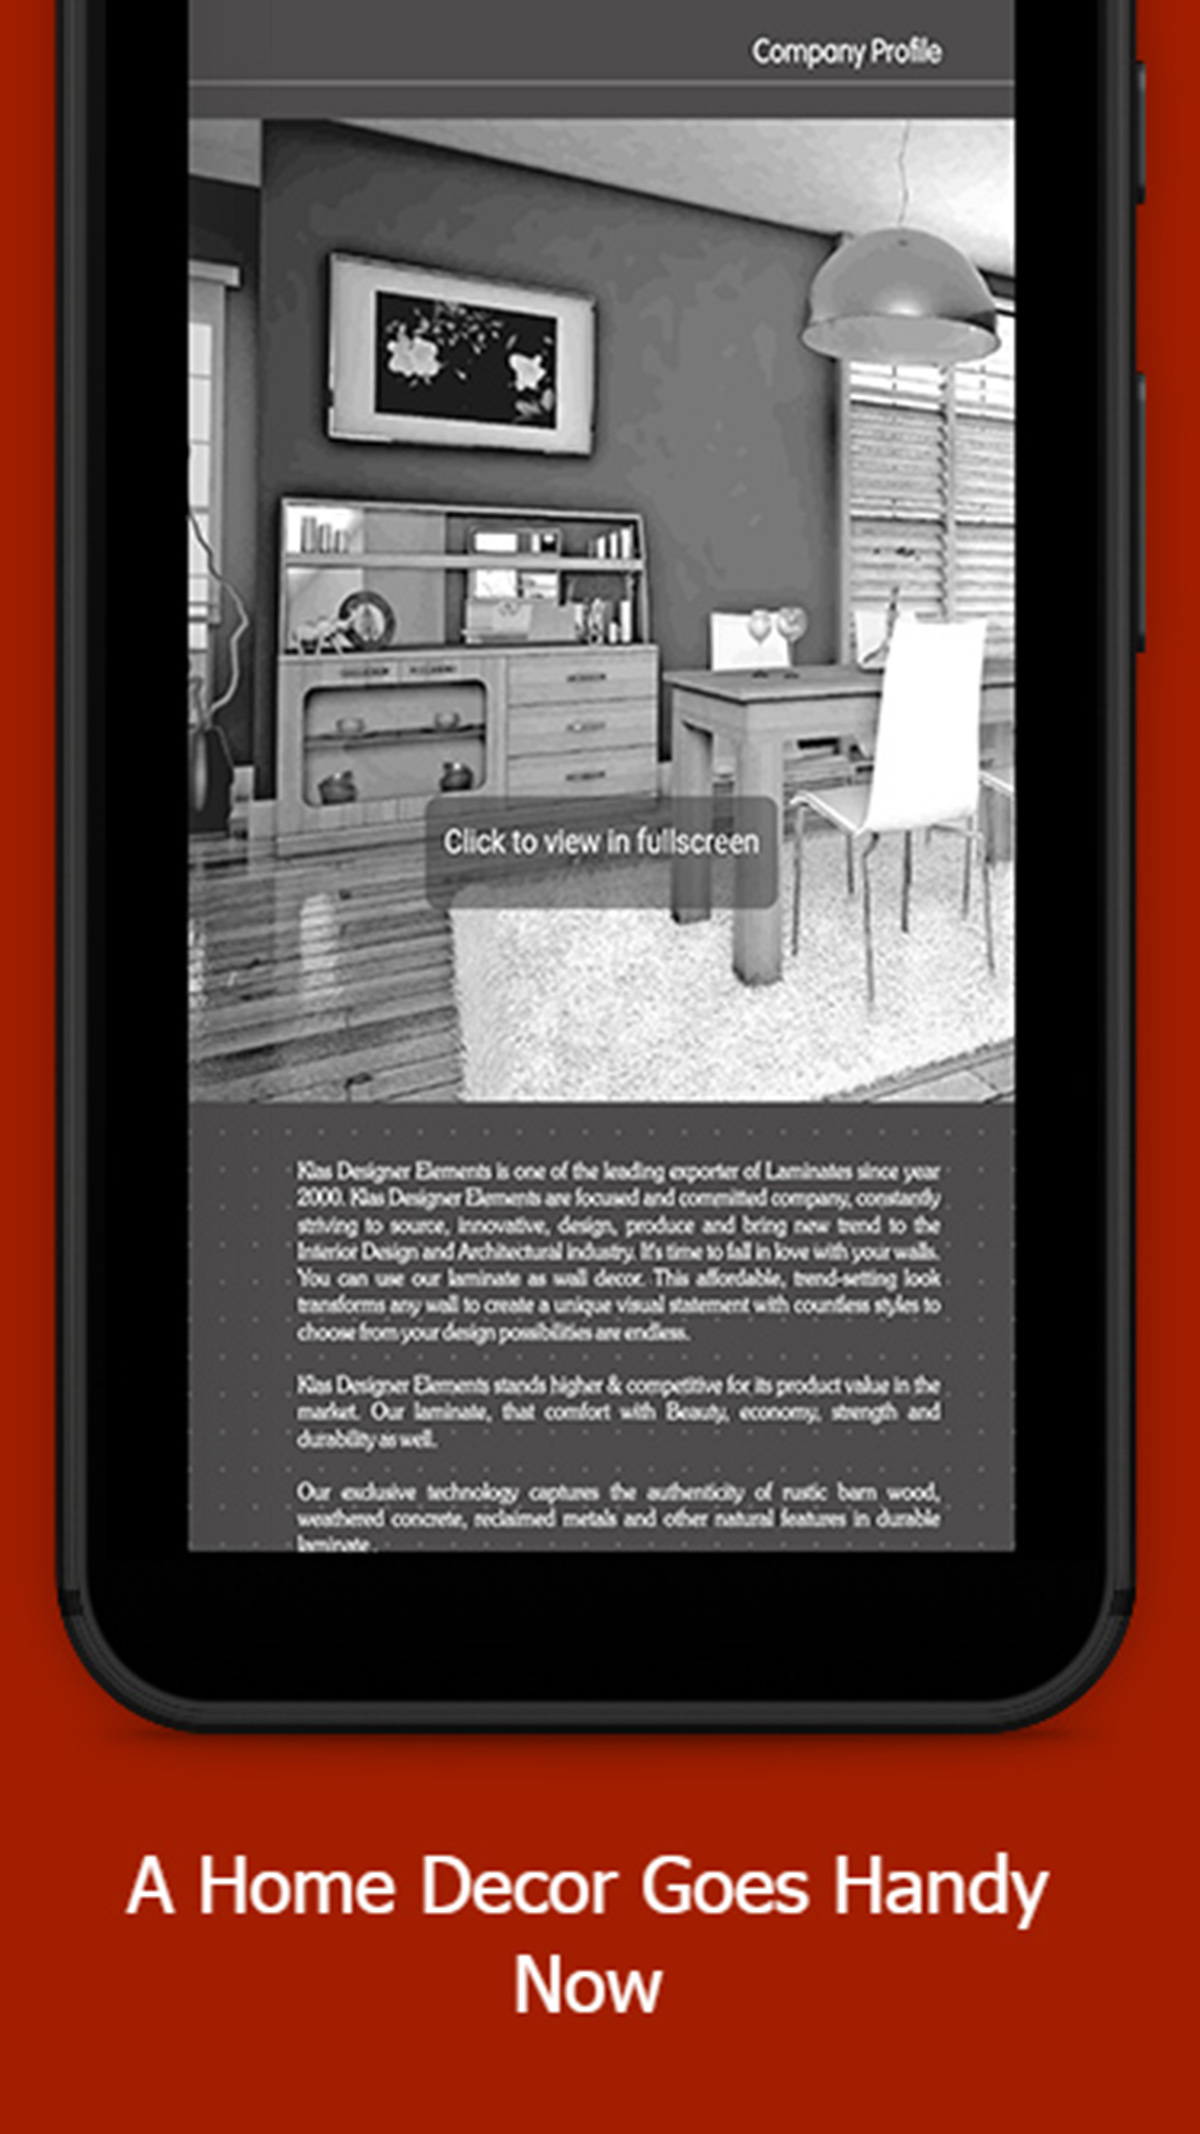 Company Profile
Click to view in fullscreen
Klas Designer Elements is one of the leading exporter of Laminates since year
2000. Klas Designer Elements are focused and committed company, constantly
striving to source, innovative, design, produce and bring new trend to the
Interior Design and Architectural industry. It's time to fall in love with your walls.
You can use our laminate as wall decor. This affordable, trend-setting look
transforms any wall to create a unique visual statement with countless styles to
choose from your design possibilities are endless.
Klas Designer Elements stands higher & competitive for its product value in the
market. Our laminate, that comfort with Beauty, economy, strength and
durability as well.
Our exclusive technology captures the authenticity of rustic barn wood,
weathered concrete, reclaimed metals and other natural features in durable
laminate.
A Home Decor Goes Handy
Now